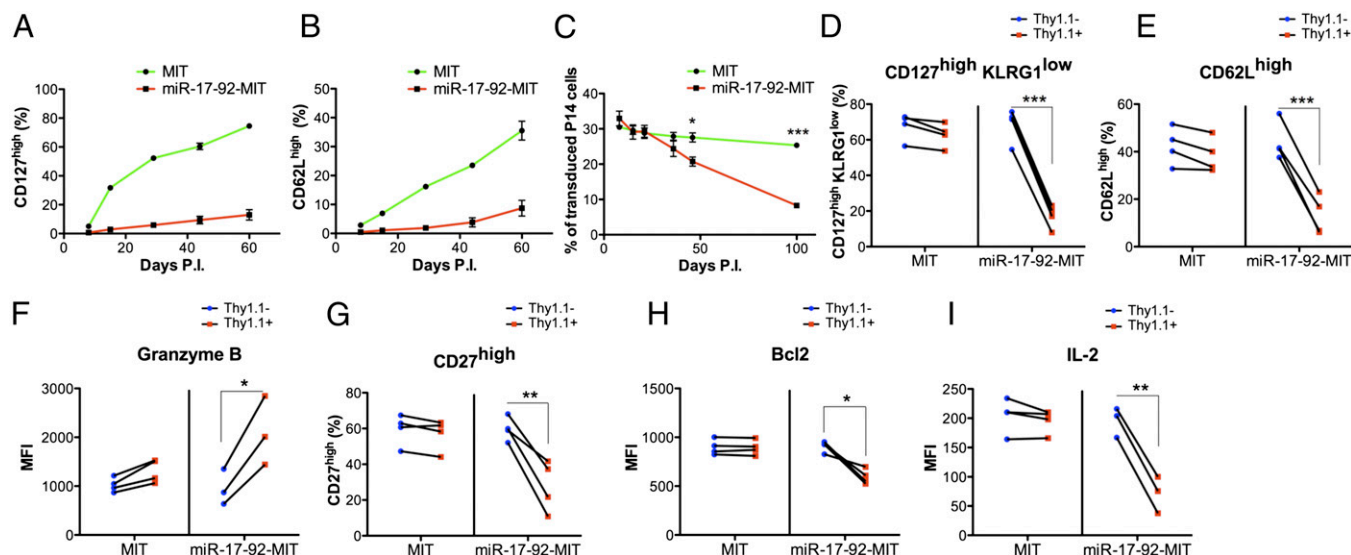 A
MIT
miR-17-92-MIT
CD127high (%)
100
80
60
40
20
0
0 20 40 60
Days P.I.
B
MIT
miR-17-92-MIT
CD62Lhigh (%)
50
40
30
20
10
0
0 20 40 60
Days P.I.
C
MIT
miR-17-92-MIT
% of transduced P14 cells
40
30
20
10
0
* ***
0 50 100
Days P.I.
D
Thy1.1-
Thy1.1+
CD127high KLRG1low
CD127high KLRG1low (%)
80
60
40
20
0
***
MIT miR-17-92-MIT
E
Thy1.1-
Thy1.1+
CD62Lhigh
CD62Lhigh (%)
60
40
20
0
***
MIT miR-17-92-MIT
F
Thy1.1-
Thy1.1+
Granzyme B
MFI
3000
2000
1000
0
*
MIT miR-17-92-MIT
G
Thy1.1-
Thy1.1+
CD27high
CD27high (%)
80
60
40
20
0
**
MIT miR-17-92-MIT
H
Thy1.1-
Thy1.1+
Bcl2
MFI
1500
1000
500
0
*
MIT miR-17-92-MIT
I
Thy1.1-
Thy1.1+
IL-2
MFI
250
200
150
100
50
0
**
MIT miR-17-92-MIT